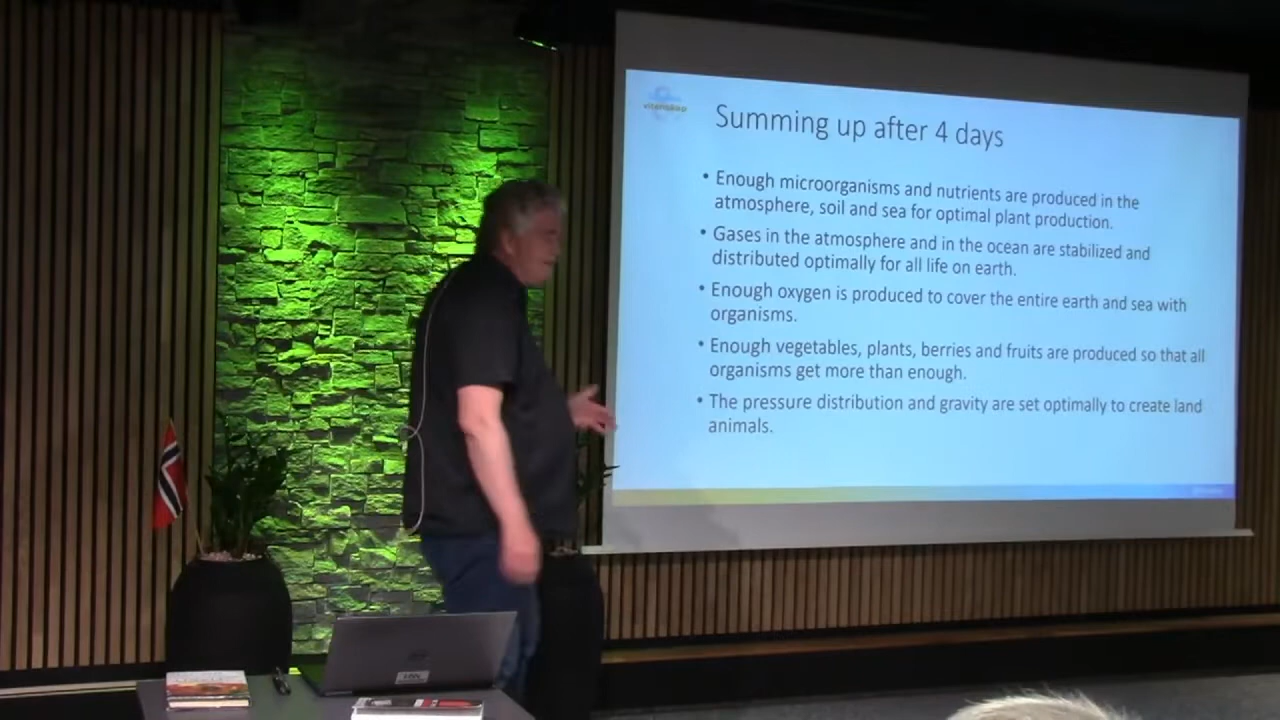 vitenskap
Summing up after 4 days
• Enough microorganisms and nutrients are produced in the
atmosphere, soil and sea for optimal plant production.
• Gases in the atmosphere and in the ocean are stabilized and
distributed optimally for all life on earth.
• Enough oxygen is produced to cover the entire earth and sea with
organisms.
• Enough vegetables, plants, berries and fruits are produced so that all
organisms get more than enough.
• The pressure distribution and gravity are set optimally to create land
animals.